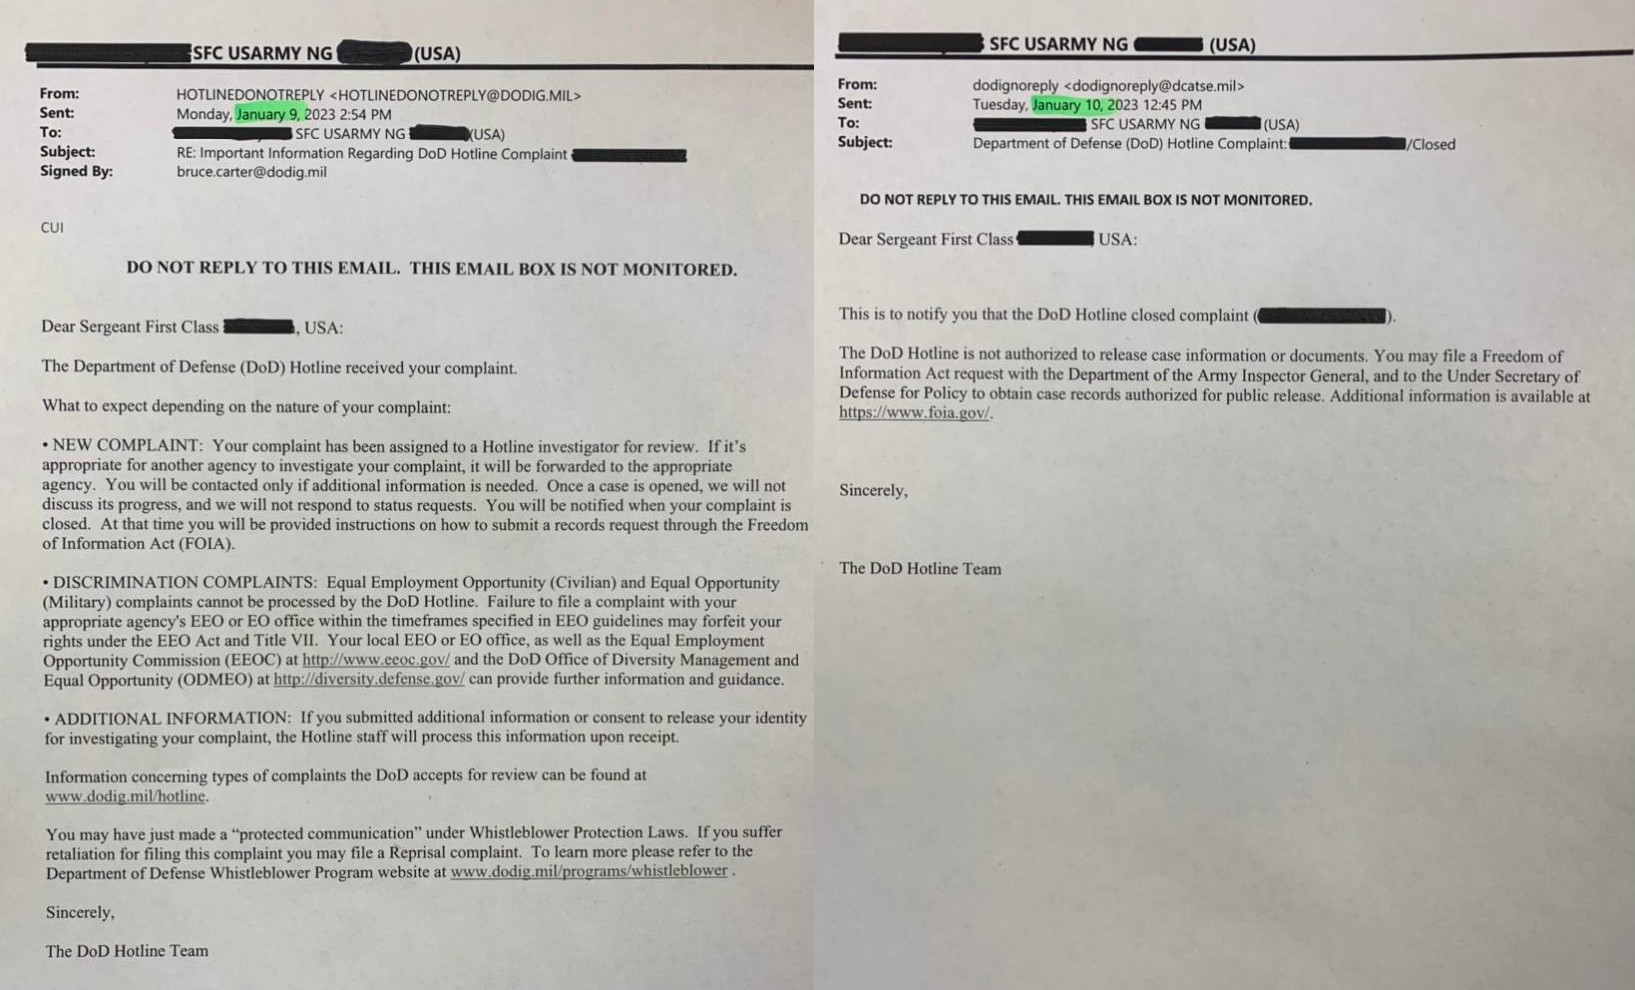 SFC USARMY NG (USA)
From: HOTLINEDONOTREPLY <HOTLINEDONOTREPLY@DODIG.MIL>
Sent: Monday, January 9, 2023 2:54 PM
To: SFC USARMY NG (USA)
Subject: RE: Important Information Regarding DoD Hotline Complaint
Signed By: bruce.carter@dodig.mil
CUI
DO NOT REPLY TO THIS EMAIL. THIS EMAIL BOX IS NOT MONITORED.
Dear Sergeant First Class , USA:
The Department of Defense (DoD) Hotline received your complaint.
What to expect depending on the nature of your complaint:
• NEW COMPLAINT: Your complaint has been assigned to a Hotline investigator for review. If it's
appropriate for another agency to investigate your complaint, it will be forwarded to the appropriate
agency. You will be contacted only if additional information is needed. Once a case is opened, we will not
discuss its progress, and we will not respond to status requests. You will be notified when your complaint is
closed. At that time you will be provided instructions on how to submit a records request through the Freedom
of Information Act (FOIA).
• DISCRIMINATION COMPLAINTS: Equal Employment Opportunity (Civilian) and Equal Opportunity
(Military) complaints cannot be processed by the DoD Hotline. Failure to file a complaint with your
appropriate agency's EEO or EO office within the timeframes specified in EEO guidelines may forfeit your
rights under the EEO Act and Title VII. Your local EEO or EO office, as well as the Equal Employment
Opportunity Commission (EEOC) at http://www.eeoc.gov/ and the DoD Office of Diversity Management and
Equal Opportunity (ODMEO) at http://diversity.defense.gov/ can provide further information and guidance.
• ADDITIONAL INFORMATION: If you submitted additional information or consent to release your identity
for investigating your complaint, the Hotline staff will process this information upon receipt.
Information concerning types of complaints the DoD accepts for review can be found at
www.dodig.mil/hotline.
You may have just made a “protected communication” under Whistleblower Protection Laws. If you suffer
retaliation for filing this complaint you may file a Reprisal complaint. To learn more please refer to the
Department of Defense Whistleblower Program website at www.dodig.mil/programs/whistleblower .
Sincerely,
The DoD Hotline Team
SFC USARMY NG (USA)
From: dodignoreply <dodignoreply@dcatse.mil>
Sent: Tuesday, January 10, 2023 12:45 PM
To: SFC USARMY NG (USA)
Subject: Department of Defense (DoD) Hotline Complaint: /Closed
DO NOT REPLY TO THIS EMAIL. THIS EMAIL BOX IS NOT MONITORED.
Dear Sergeant First Class USA:
This is to notify you that the DoD Hotline closed complaint ( ).
The DoD Hotline is not authorized to release case information or documents. You may file a Freedom of
Information Act request with the Department of the Army Inspector General, and to the Under Secretary of
Defense for Policy to obtain case records authorized for public release. Additional information is available at
https://www.foia.gov/.
Sincerely,
The DoD Hotline Team